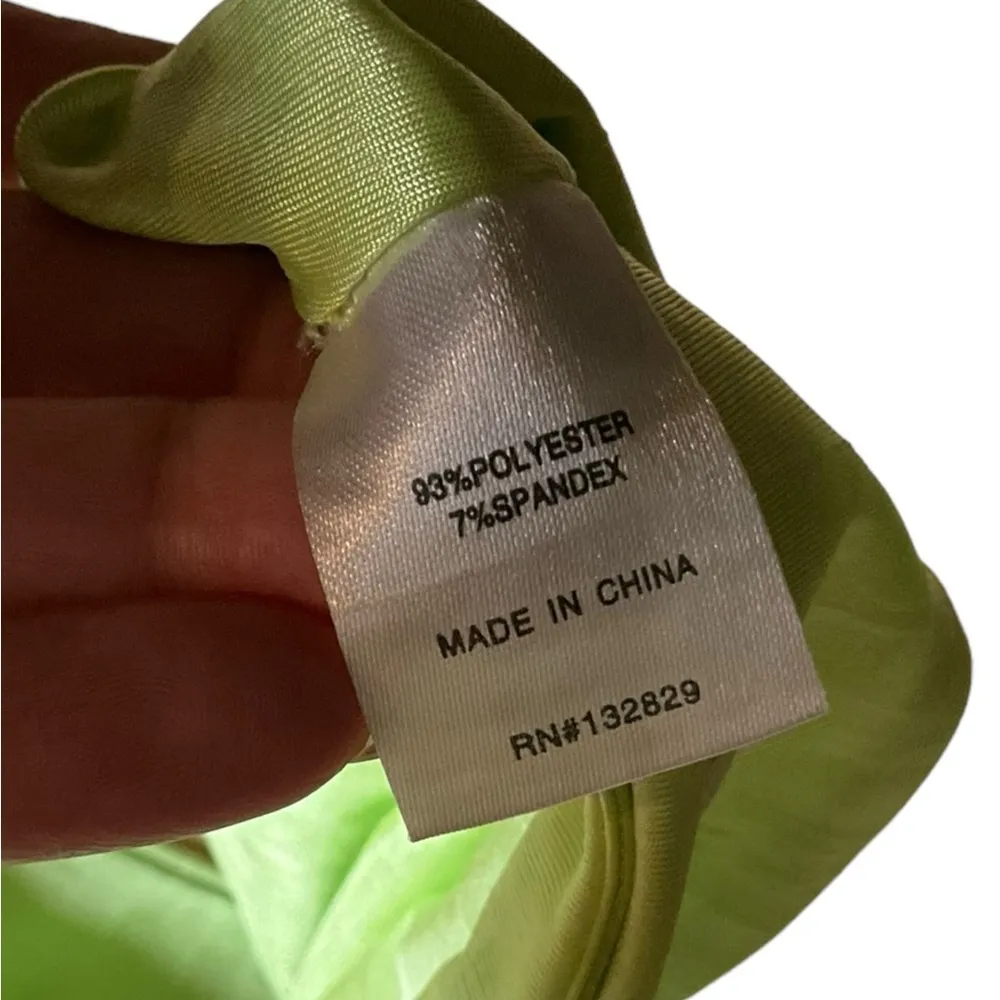 93%POLYESTER
7%SPANDEX
MADE IN CHINA
RN#132829